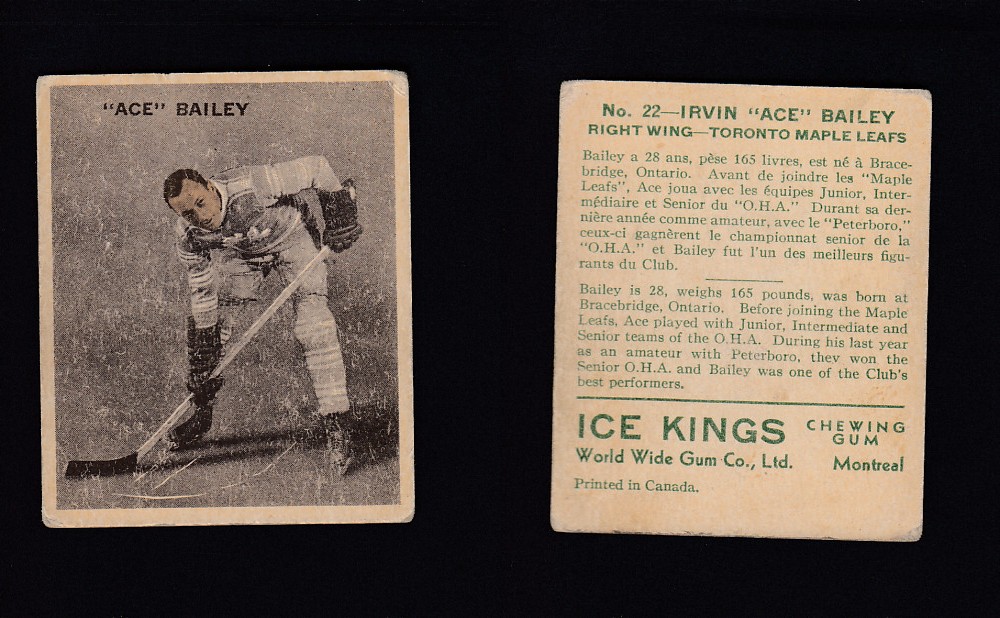 "ACE" BAILEY
No. 22—IRVIN "ACE" BAILEY
RIGHT WING—TORONTO MAPLE LEAFS
Bailey a 28 ans, pèse 165 livres, est né à Brace-
bridge, Ontario. Avant de joindre les "Maple
Leafs", Ace joua avec les équipes Junior, Inter-
médiaire et Senior du "O.H.A." Durant sa der-
nière année comme amateur, avec le "Peterboro,"
ceux-ci gagnèrent le championnat senior de la
"O.H.A." et Bailey fut l'un des meilleurs figu-
rants du Club.
Bailey is 28, weighs 165 pounds, was born at
Bracebridge, Ontario. Before joining the Maple
Leafs, Ace played with Junior, Intermediate and
Senior teams of the O.H.A. During his last year
as an amateur with Peterboro, thev won the
Senior O.H.A. and Bailey was one of the Club's
best performers.
ICE KINGS CHEWING GUM
World Wide Gum Co., Ltd. Montreal
Printed in Canada.